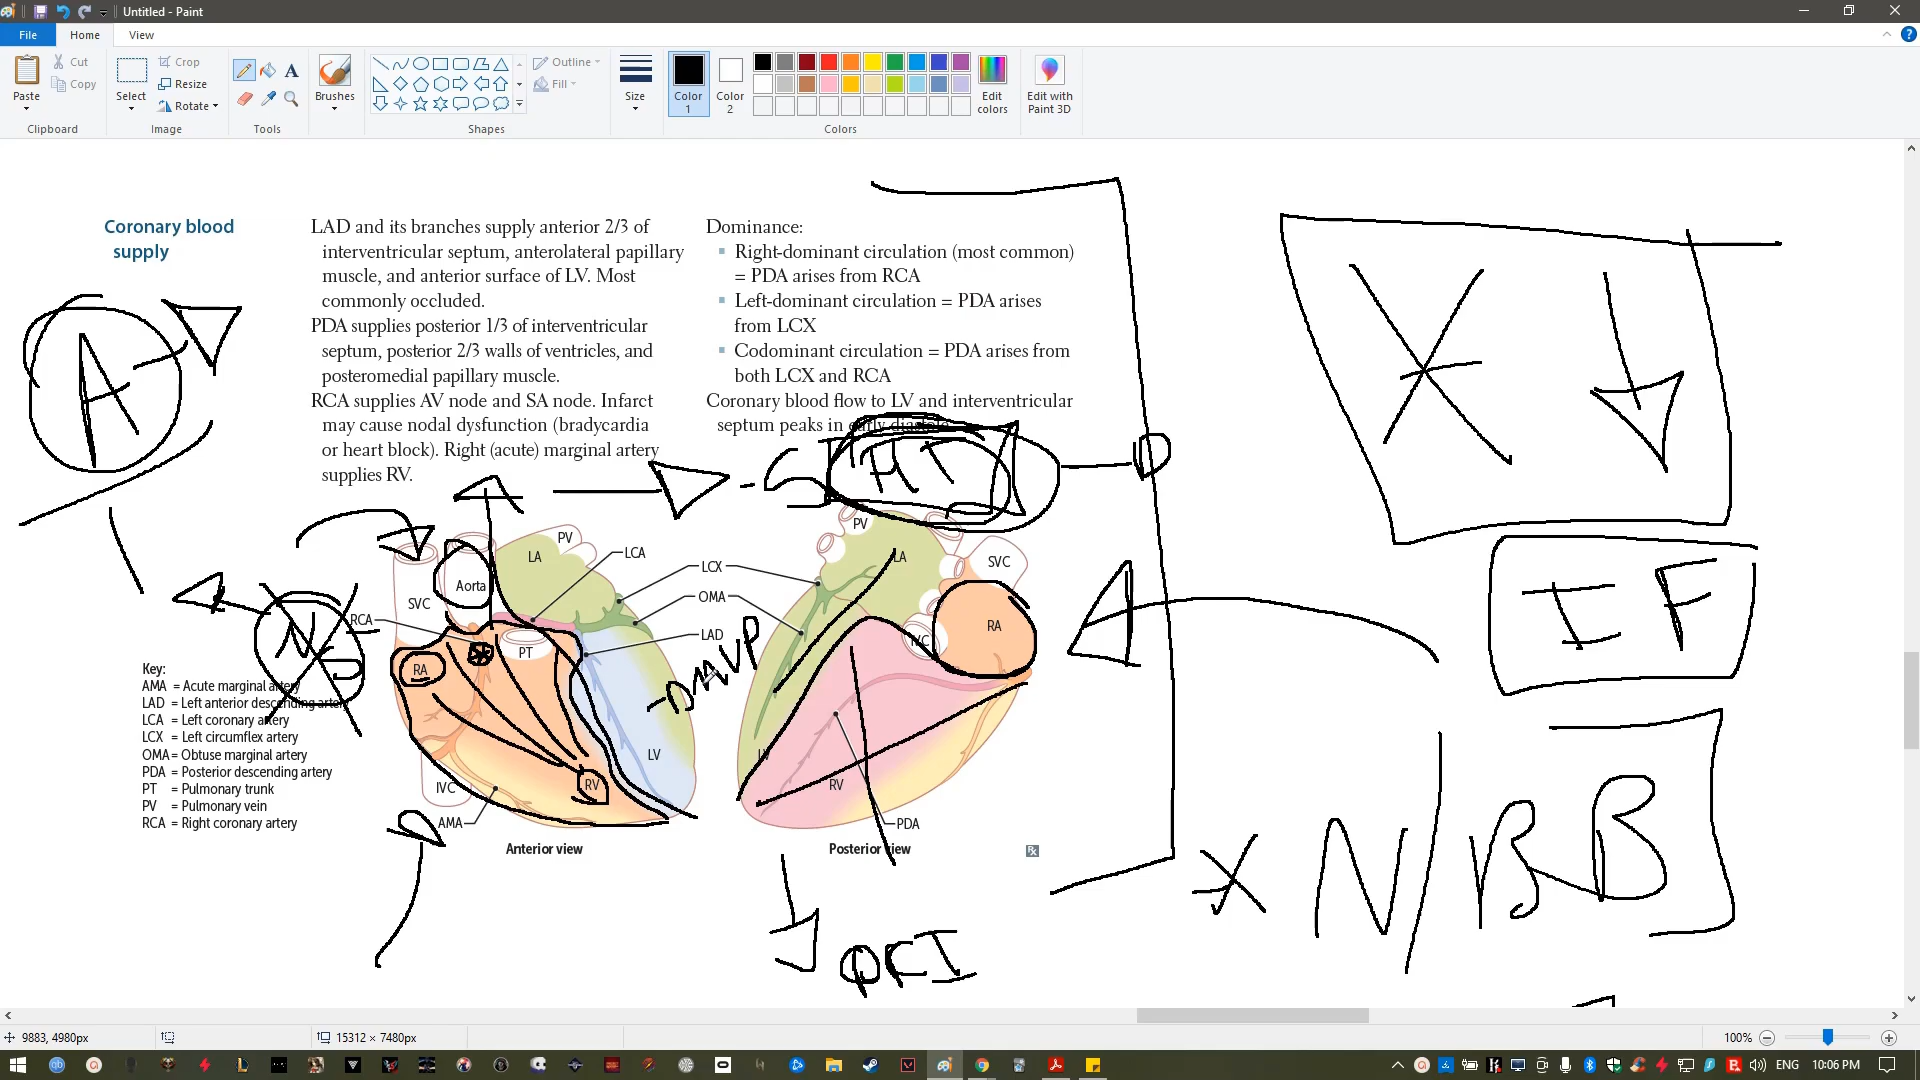 Untitled - Paint
File
Home
View
Paste
Cut
Copy
Clipboard
Select
Crop
Resize
Rotate
Image
Tools
Brushes
Shapes
Outline
Fill
Size
Color 1
Color 2
Colors
Edit colors
Edit with Paint 3D
Coronary blood
supply
LAD and its branches supply anterior 2/3 of
interventricular septum, anterolateral papillary
muscle, and anterior surface of LV. Most
commonly occluded.
PDA supplies posterior 1/3 of interventricular
septum, posterior 2/3 walls of ventricles, and
posteromedial papillary muscle.
RCA supplies AV node and SA node. Infarct
may cause nodal dysfunction (bradycardia
or heart block). Right (acute) marginal artery
supplies RV.
Dominance:
Right-dominant circulation (most common)
= PDA arises from RCA
Left-dominant circulation = PDA arises
from LCX
Codominant circulation = PDA arises from
both LCX and RCA
Coronary blood flow to LV and interventricular
septum peaks in early diastole.
A
HT
IF
N/BB
MVP
Key:
AMA = Acute marginal artery
LAD = Left anterior descending artery
LCA = Left coronary artery
LCX = Left circumflex artery
OMA = Obtuse marginal artery
PDA = Posterior descending artery
PT = Pulmonary trunk
PV = Pulmonary vein
RCA = Right coronary artery
SVC
Aorta
LA
PV
LCA
LCX
OMA
LAD
RCA
PT
RA
LV
RV
IVC
AMA
Anterior view
PV
LA
SVC
RA
IVC
LV
RV
PDA
Posterior view
Rx
9883, 4980px
15312 × 7480px
100%
ENG
10:06 PM